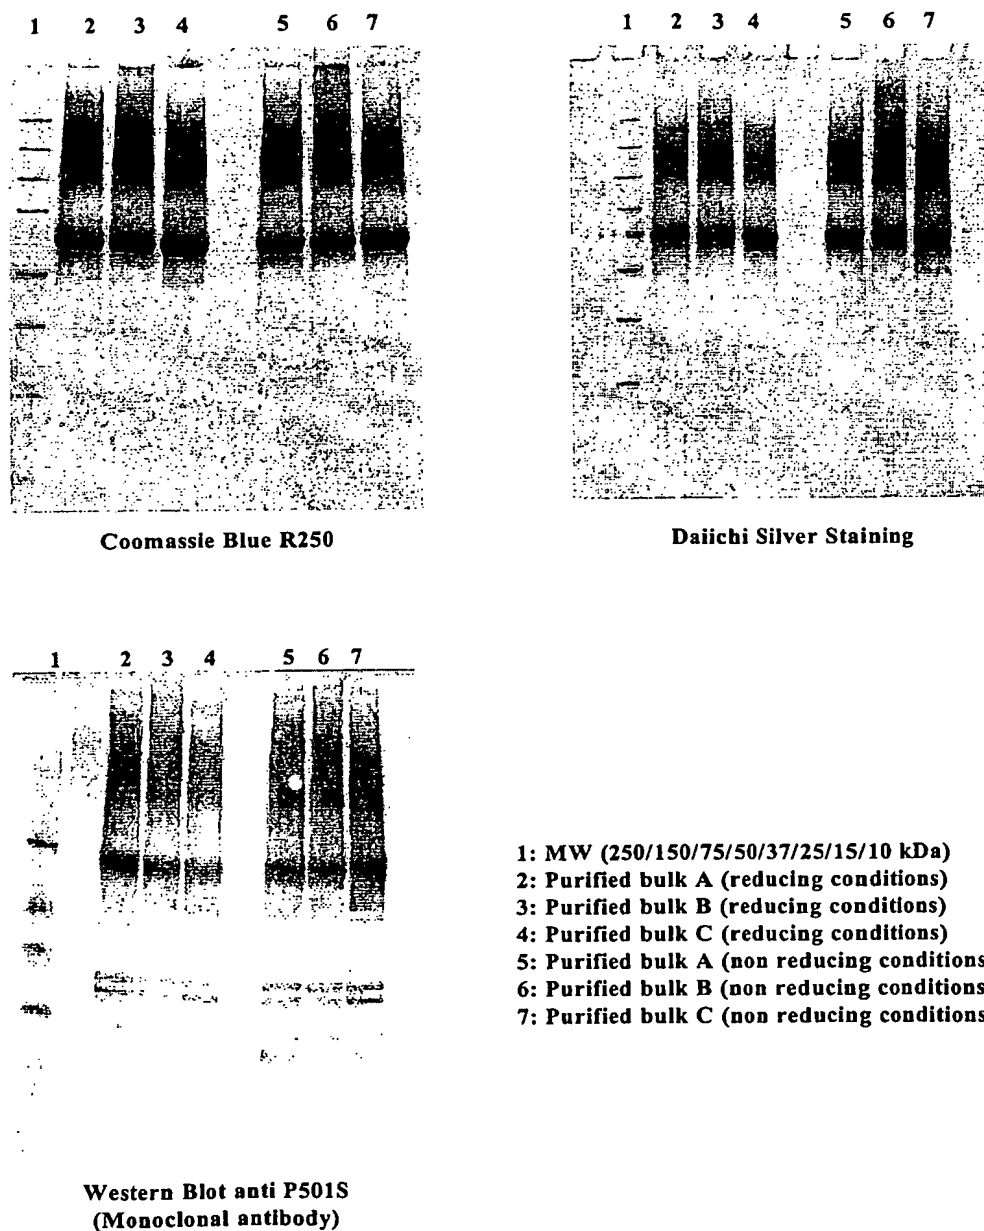 1 2 3 4 5 6 7
1 2 3 4 5 6 7
Coomassie Blue R250
Daiichi Silver Staining
1 2 3 4 5 6 7
1: MW (250/150/75/50/37/25/15/10 kDa)
2: Purified bulk A (reducing conditions)
3: Purified bulk B (reducing conditions)
4: Purified bulk C (reducing conditions)
5: Purified bulk A (non reducing conditions
6: Purified bulk B (non reducing conditions
7: Purified bulk C (non reducing conditions
Western Blot anti P501S
(Monoclonal antibody)